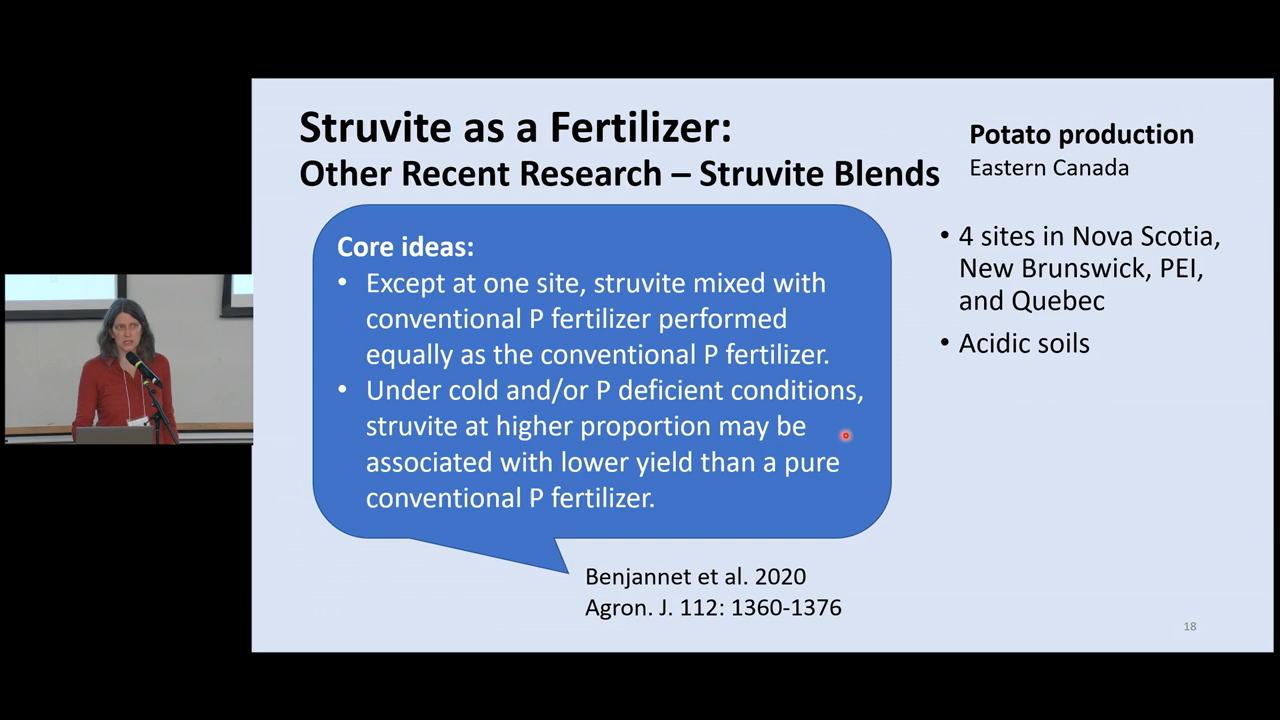 Struvite as a Fertilizer:
Other Recent Research – Struvite Blends
Potato production
Eastern Canada
Core ideas:
• Except at one site, struvite mixed with
conventional P fertilizer performed
equally as the conventional P fertilizer.
• Under cold and/or P deficient conditions,
struvite at higher proportion may be
associated with lower yield than a pure
conventional P fertilizer.
• 4 sites in Nova Scotia,
New Brunswick, PEI,
and Quebec
• Acidic soils
Benjannet et al. 2020
Agron. J. 112: 1360-1376
18